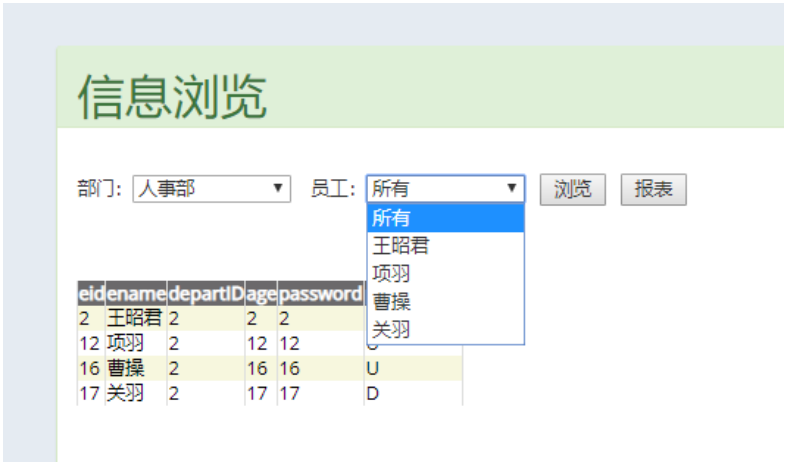 信息浏览
部门: 人事部 员工: 所有 浏览 报表
所有
王昭君
项羽
曹操
关羽
eid ename departID age password
2 王昭君 2 2 2
12 项羽 2 12 12
16 曹操 2 16 16 U
17 关羽 2 17 17 D